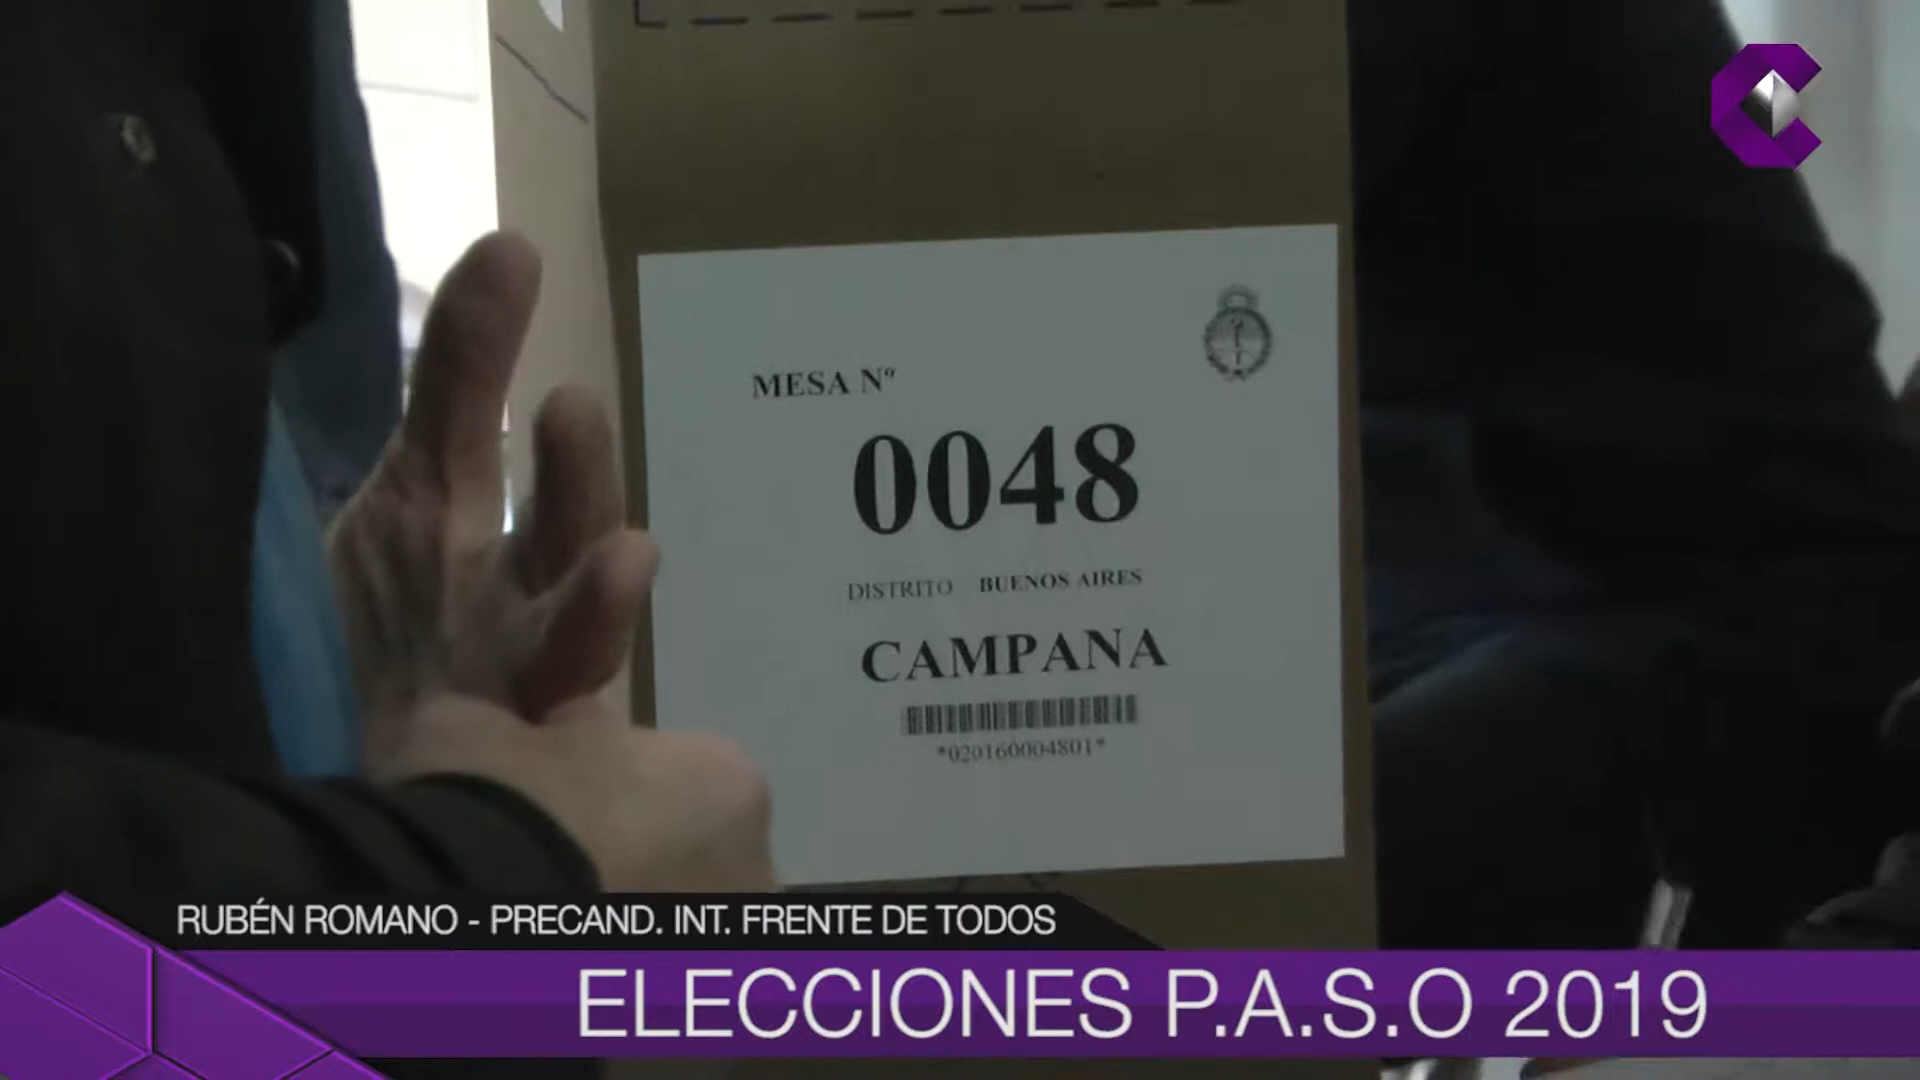 MESA Nº
0048
DISTRITO BUENOS AIRES
CAMPANA
*020160004801*
RUBÉN ROMANO - PRECAND. INT. FRENTE DE TODOS
ELECCIONES P.A.S.O 2019